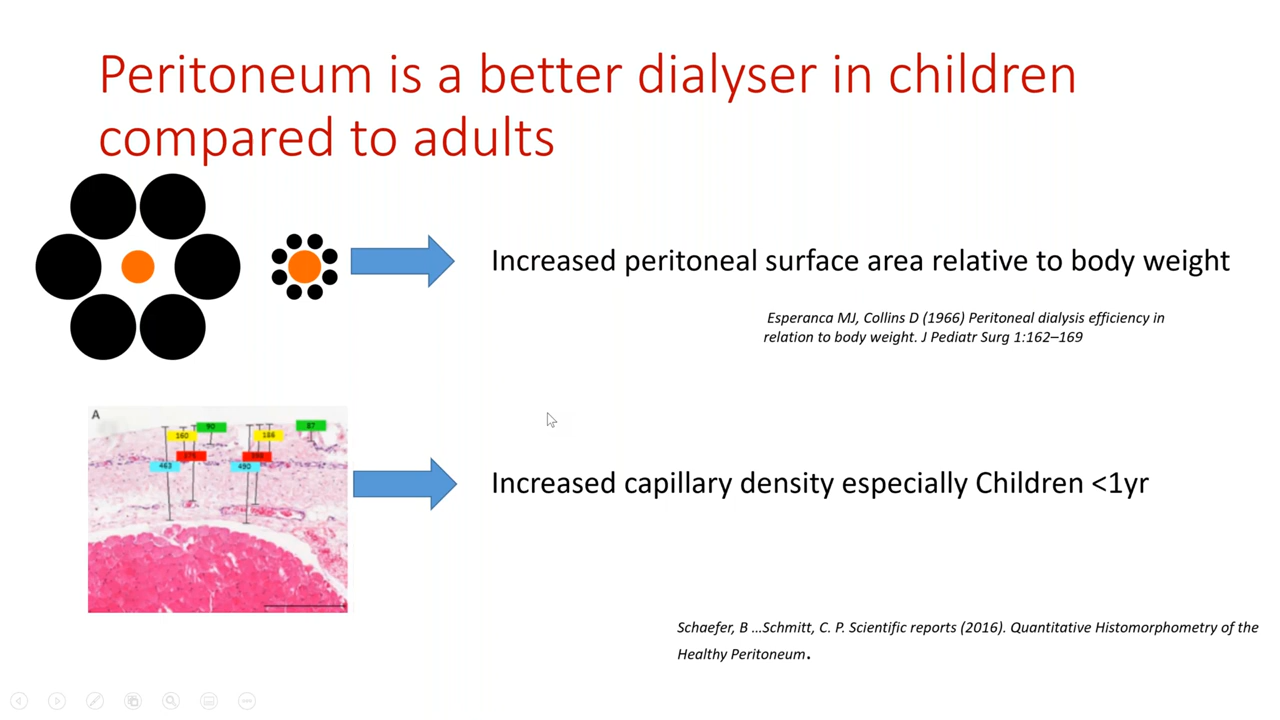 Peritoneum is a better dialyser in children
compared to adults
Increased peritoneal surface area relative to body weight
Esperanca MJ, Collins D (1966) Peritoneal dialysis efficiency in
relation to body weight. J Pediatr Surg 1:162–169
A
90
87
160
186
463
490
Increased capillary density especially Children <1yr
Schaefer, B …Schmitt, C. P. Scientific reports (2016). Quantitative Histomorphometry of the
Healthy Peritoneum.